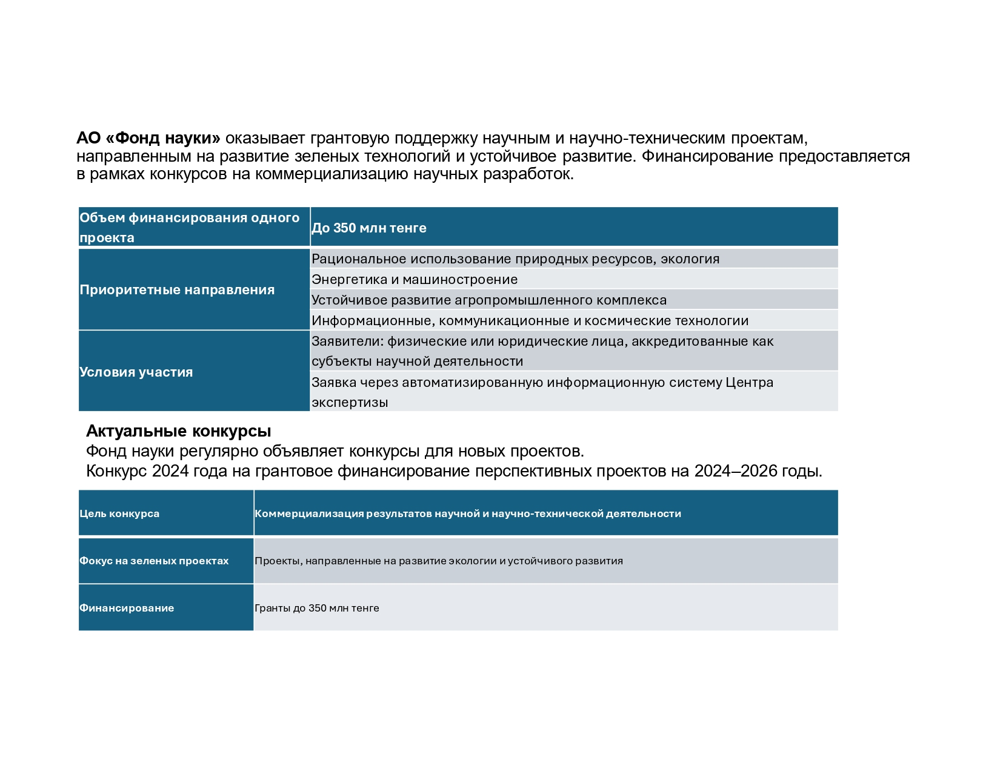 АО «Фонд науки» оказывает грантовую поддержку научным и научно-техническим проектам,
направленным на развитие зеленых технологий и устойчивое развитие. Финансирование предоставляется
в рамках конкурсов на коммерциализацию научных разработок.
Объем финансирования одного
проекта
До 350 млн тенге
Приоритетные направления
Рациональное использование природных ресурсов, экология
Энергетика и машиностроение
Устойчивое развитие агропромышленного комплекса
Информационные, коммуникационные и космические технологии
Условия участия
Заявители: физические или юридические лица, аккредитованные как
субъекты научной деятельности
Заявка через автоматизированную информационную систему Центра
экспертизы
Актуальные конкурсы
Фонд науки регулярно объявляет конкурсы для новых проектов.
Конкурс 2024 года на грантовое финансирование перспективных проектов на 2024–2026 годы.
Цель конкурса
Коммерциализация результатов научной и научно-технической деятельности
Фокус на зеленых проектах
Проекты, направленные на развитие экологии и устойчивого развития
Финансирование
Гранты до 350 млн тенге